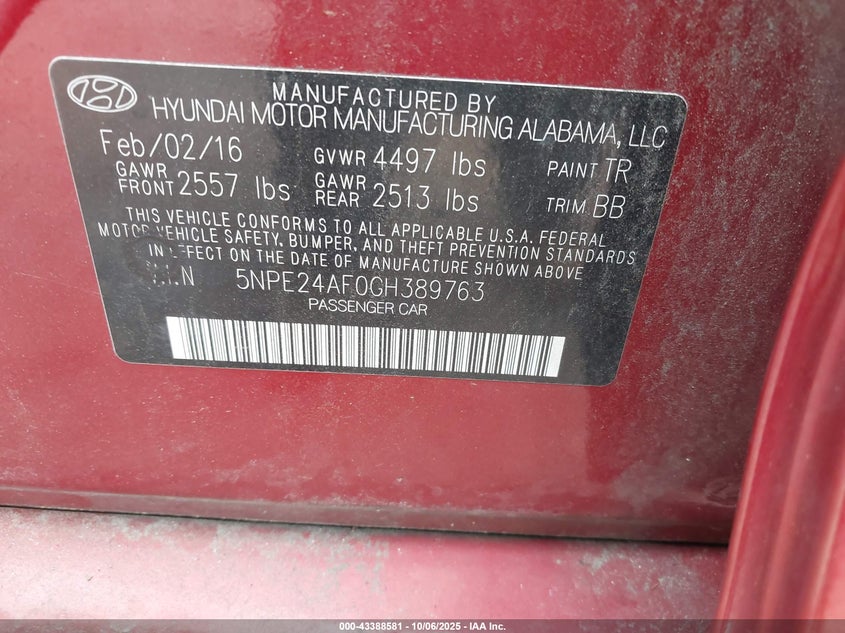 MANUFACTURED BY
HYUNDAI MOTOR MANUFACTURING ALABAMA, LLC
Feb/02/16 GVWR 4497 lbs PAINT TR
GAWR FRONT 2557 lbs GAWR REAR 2513 lbs TRIM BB
THIS VEHICLE CONFORMS TO ALL APPLICABLE U.S.A. FEDERAL
MOTOR VEHICLE SAFETY, BUMPER, AND THEFT PREVENTION STANDARDS
IN EFFECT ON THE DATE OF MANUFACTURE SHOWN ABOVE
5NPE24AF0GH389763
PASSENGER CAR
000-43388581 - 10/06/2025 - IAA Inc.